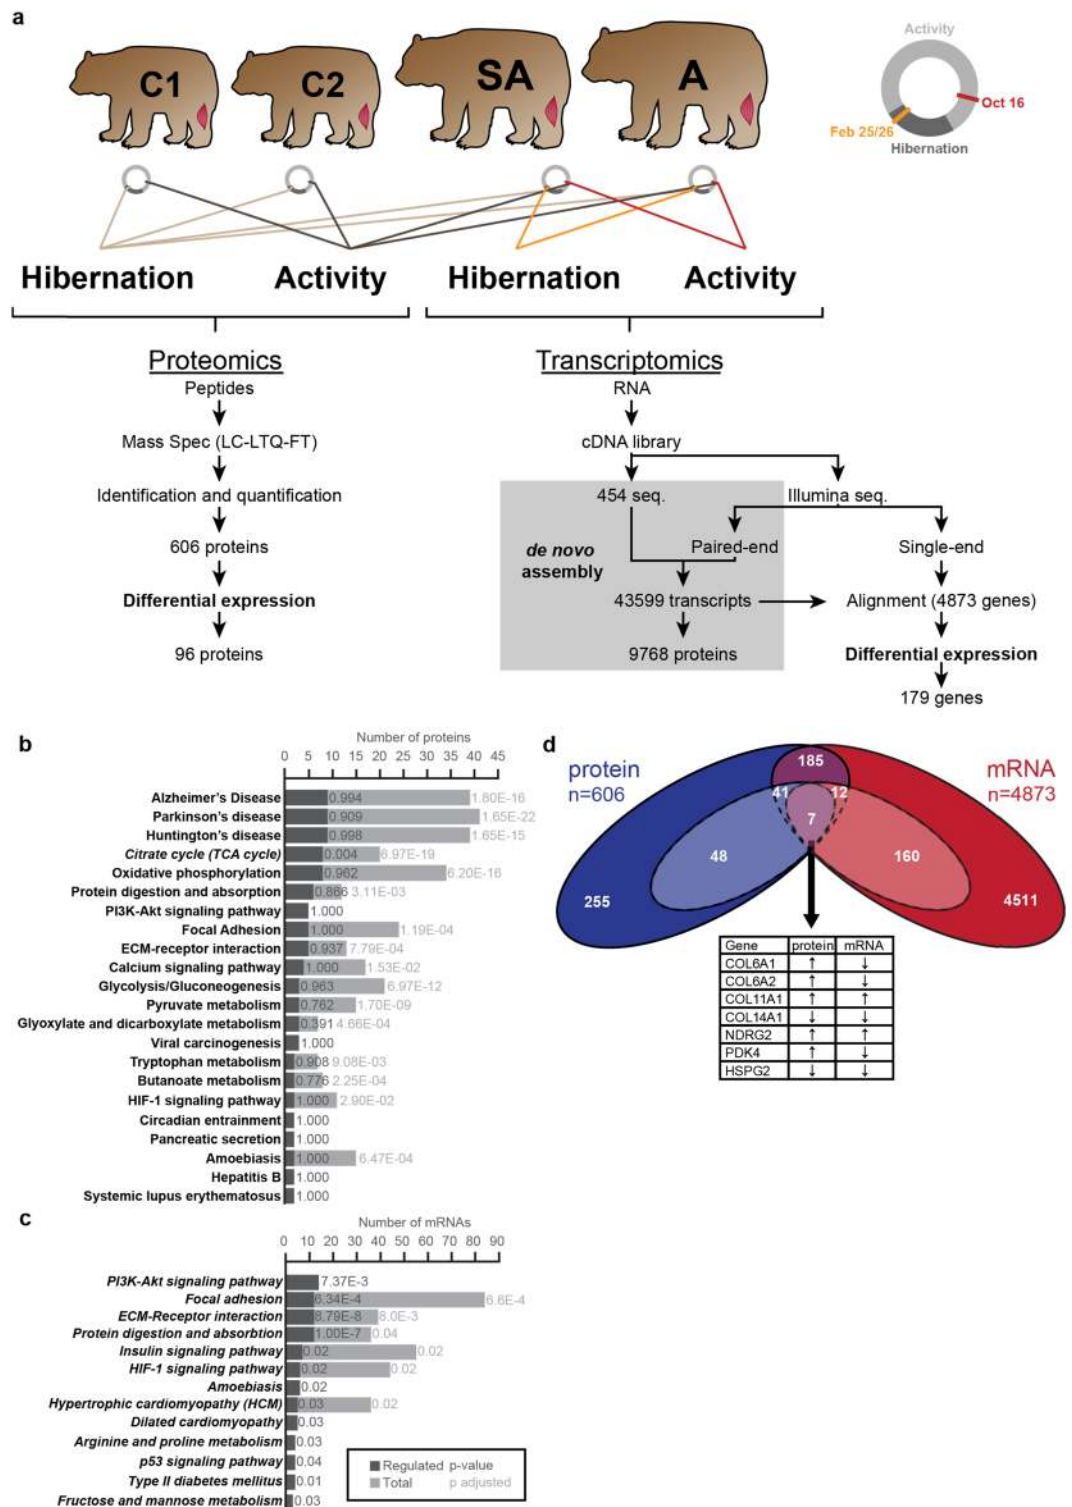 a
C1 C2 SA A
Activity
Oct 16
Feb 25/26
Hibernation
Hibernation Activity Hibernation Activity
Proteomics
Peptides
Mass Spec (LC-LTQ-FT)
Identification and quantification
606 proteins
Differential expression
96 proteins
Transcriptomics
RNA
cDNA library
454 seq. Illumina seq.
de novo
assembly
Paired-end Single-end
43599 transcripts Alignment (4873 genes)
9768 proteins Differential expression
179 genes
b
Number of proteins
0 5 10 15 20 25 30 35 40 45
Alzheimer's Disease 0.994 1.80E-16
Parkinson's disease 0.909 1.65E-22
Huntington's disease 0.998 1.65E-15
Citrate cycle (TCA cycle) 0.004 6.97E-19
Oxidative phosphorylation 0.962 6.20E-16
Protein digestion and absorption 0.866 3.11E-03
PI3K-Akt signaling pathway 1.000
Focal Adhesion 1.000 1.19E-04
ECM-receptor interaction 0.937 7.79E-04
Calcium signaling pathway 1.000 1.53E-02
Glycolysis/Gluconeogenesis 0.963 6.97E-12
Pyruvate metabolism 0.762 1.70E-09
Glyoxylate and dicarboxylate metabolism 0.391 4.66E-04
Viral carcinogenesis 1.000
Tryptophan metabolism 0.908 9.08E-03
Butanoate metabolism 0.776 2.25E-04
HIF-1 signaling pathway 1.000 2.90E-02
Circadian entrainment 1.000
Pancreatic secretion 1.000
Amoebiasis 1.000 6.47E-04
Hepatitis B 1.000
Systemic lupus erythematosus 1.000
c
Number of mRNAs
0 10 20 30 40 50 60 70 80 90
PI3K-Akt signaling pathway 7.37E-3
Focal adhesion 6.34E-4 6.6E-4
ECM-Receptor interaction 8.79E-8 8.0E-3
Protein digestion and absorbtion 1.00E-7 0.04
Insulin signaling pathway 0.02 0.02
HIF-1 signaling pathway 0.02 0.02
Amoebiasis 0.02
Hypertrophic cardiomyopathy (HCM) 0.03 0.02
Dilated cardiomyopathy 0.03
Arginine and proline metabolism 0.03
p53 signaling pathway 0.04
Type II diabetes mellitus 0.01
Fructose and mannose metabolism 0.03
Regulated p-value
Total p adjusted
d
protein
n=606
mRNA
n=4873
185
41 12
7
48 160
255 4511
Gene protein mRNA
COL6A1 ↑ ↓
COL6A2 ↑ ↓
COL11A1 ↑ ↑
COL14A1 ↓ ↓
NDRG2 ↑ ↑
PDK4 ↑ ↓
HSPG2 ↓ ↓